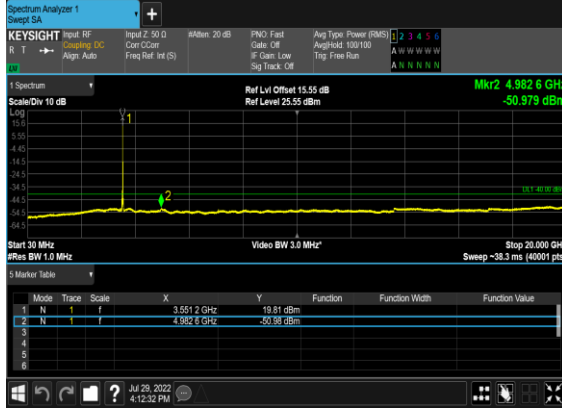 Spectrum Analyzer 1
Swept SA
+
KEYSIGHT Input: RF Input Z: 50 Ω #Atten: 20 dB PNO: Fast Avg Type: Power (RMS) 1 2 3 4 5 6
R T Coupling: DC Corr CCorr Gate: Off Avg|Hold: 100/100 A W W W W W
Align: Auto Freq Ref: Int (S) IF Gain: Low Trig: Free Run
Sig Track: Off A N N N N N
1 Spectrum
Scale/Div 10 dB
Ref Lvl Offset 15.55 dB
Ref Level 25.55 dBm
Mkr2 4.982 6 GHz
-50.979 dBm
Log
15.6
5.55
-4.45
-14.5
-24.5
-34.5
-44.5
-54.5
-64.5
1
2
DL1 -40.00 dBm
Start 30 MHz Video BW 3.0 MHz* Stop 20.000 GHz
#Res BW 1.0 MHz Sweep ~38.3 ms (40001 pts)
5 Marker Table
Mode Trace Scale X Y Function Function Width Function Value
1 N 1 f 3.551 2 GHz 19.81 dBm
2 N 1 f 4.982 6 GHz -50.98 dBm
3
4
5
6
? Jul 29, 2022
4:12:32 PM